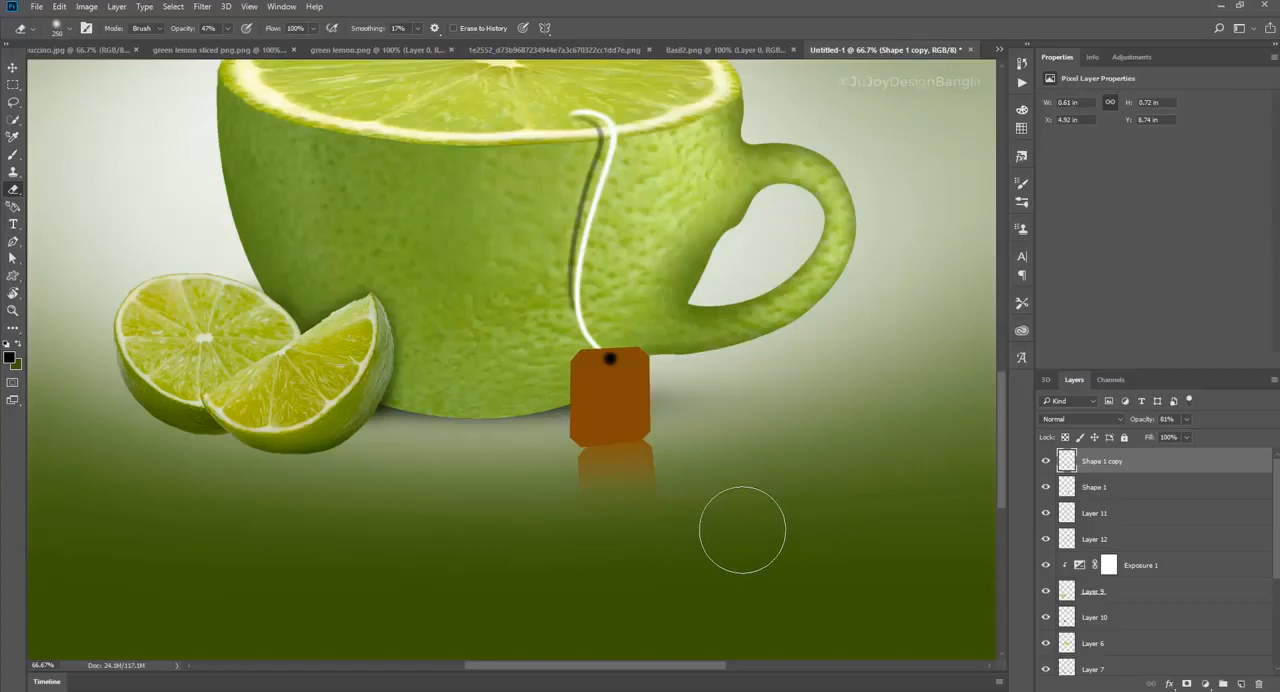 Ps File Edit Image Layer Type Select Filter 3D View Window Help
250 Mode: Brush Opacity: 47% Flow: 100% Smoothing: 17% Erase to History
uccino.jpg @ 66.7% (RGB/8... × green lemon sliced png.png @ 100%... × green lemon.png @ 100% (Layer 0, R... × 1e2552_d73b9687234946e7a3c670322cc1dd7e.png × Bas82.png @ 100% (Layer 0, RGB... × Untitled-1 @ 66.7% (Shape 1 copy, RGB/8) * ×
Properties Info Adjustments
Pixel Layer Properties
©JuJoyDesignBangla
W: 0.61 in H: 0.72 in
X: 4.92 in Y: 8.74 in
3D Layers Channels
Kind
Normal Opacity: 81%
Lock: Fill: 100%
Shape 1 copy
Shape 1
Layer 11
Layer 12
Exposure 1
Layer 9
Layer 10
Layer 6
Layer 7
66.67% Doc: 24.1M/117.1M
Timeline